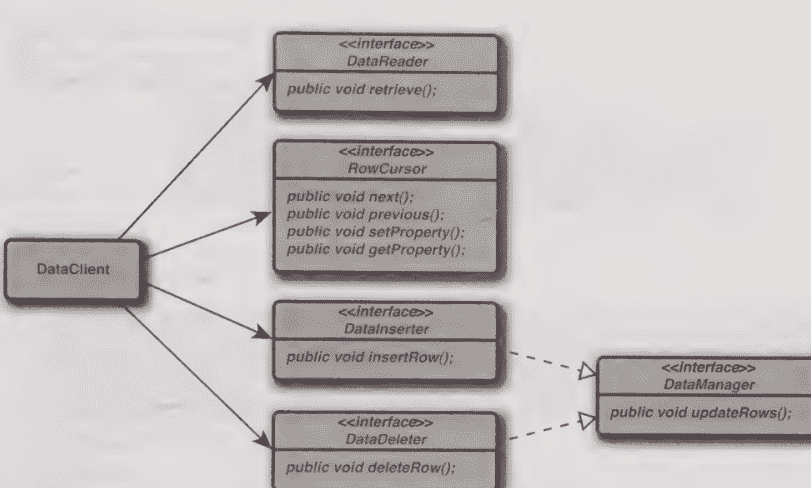 <<interface>>
DataReader
public void retrieve();
<<interface>>
RowCursor
public void next();
public void previous();
public void setProperty();
public void getProperty();
DataClient
<<interface>>
DataInserter
public void insertRow();
<<interface>>
DataManager
public void updateRows();
<<interface>>
DataDeleter
public void deleteRow();